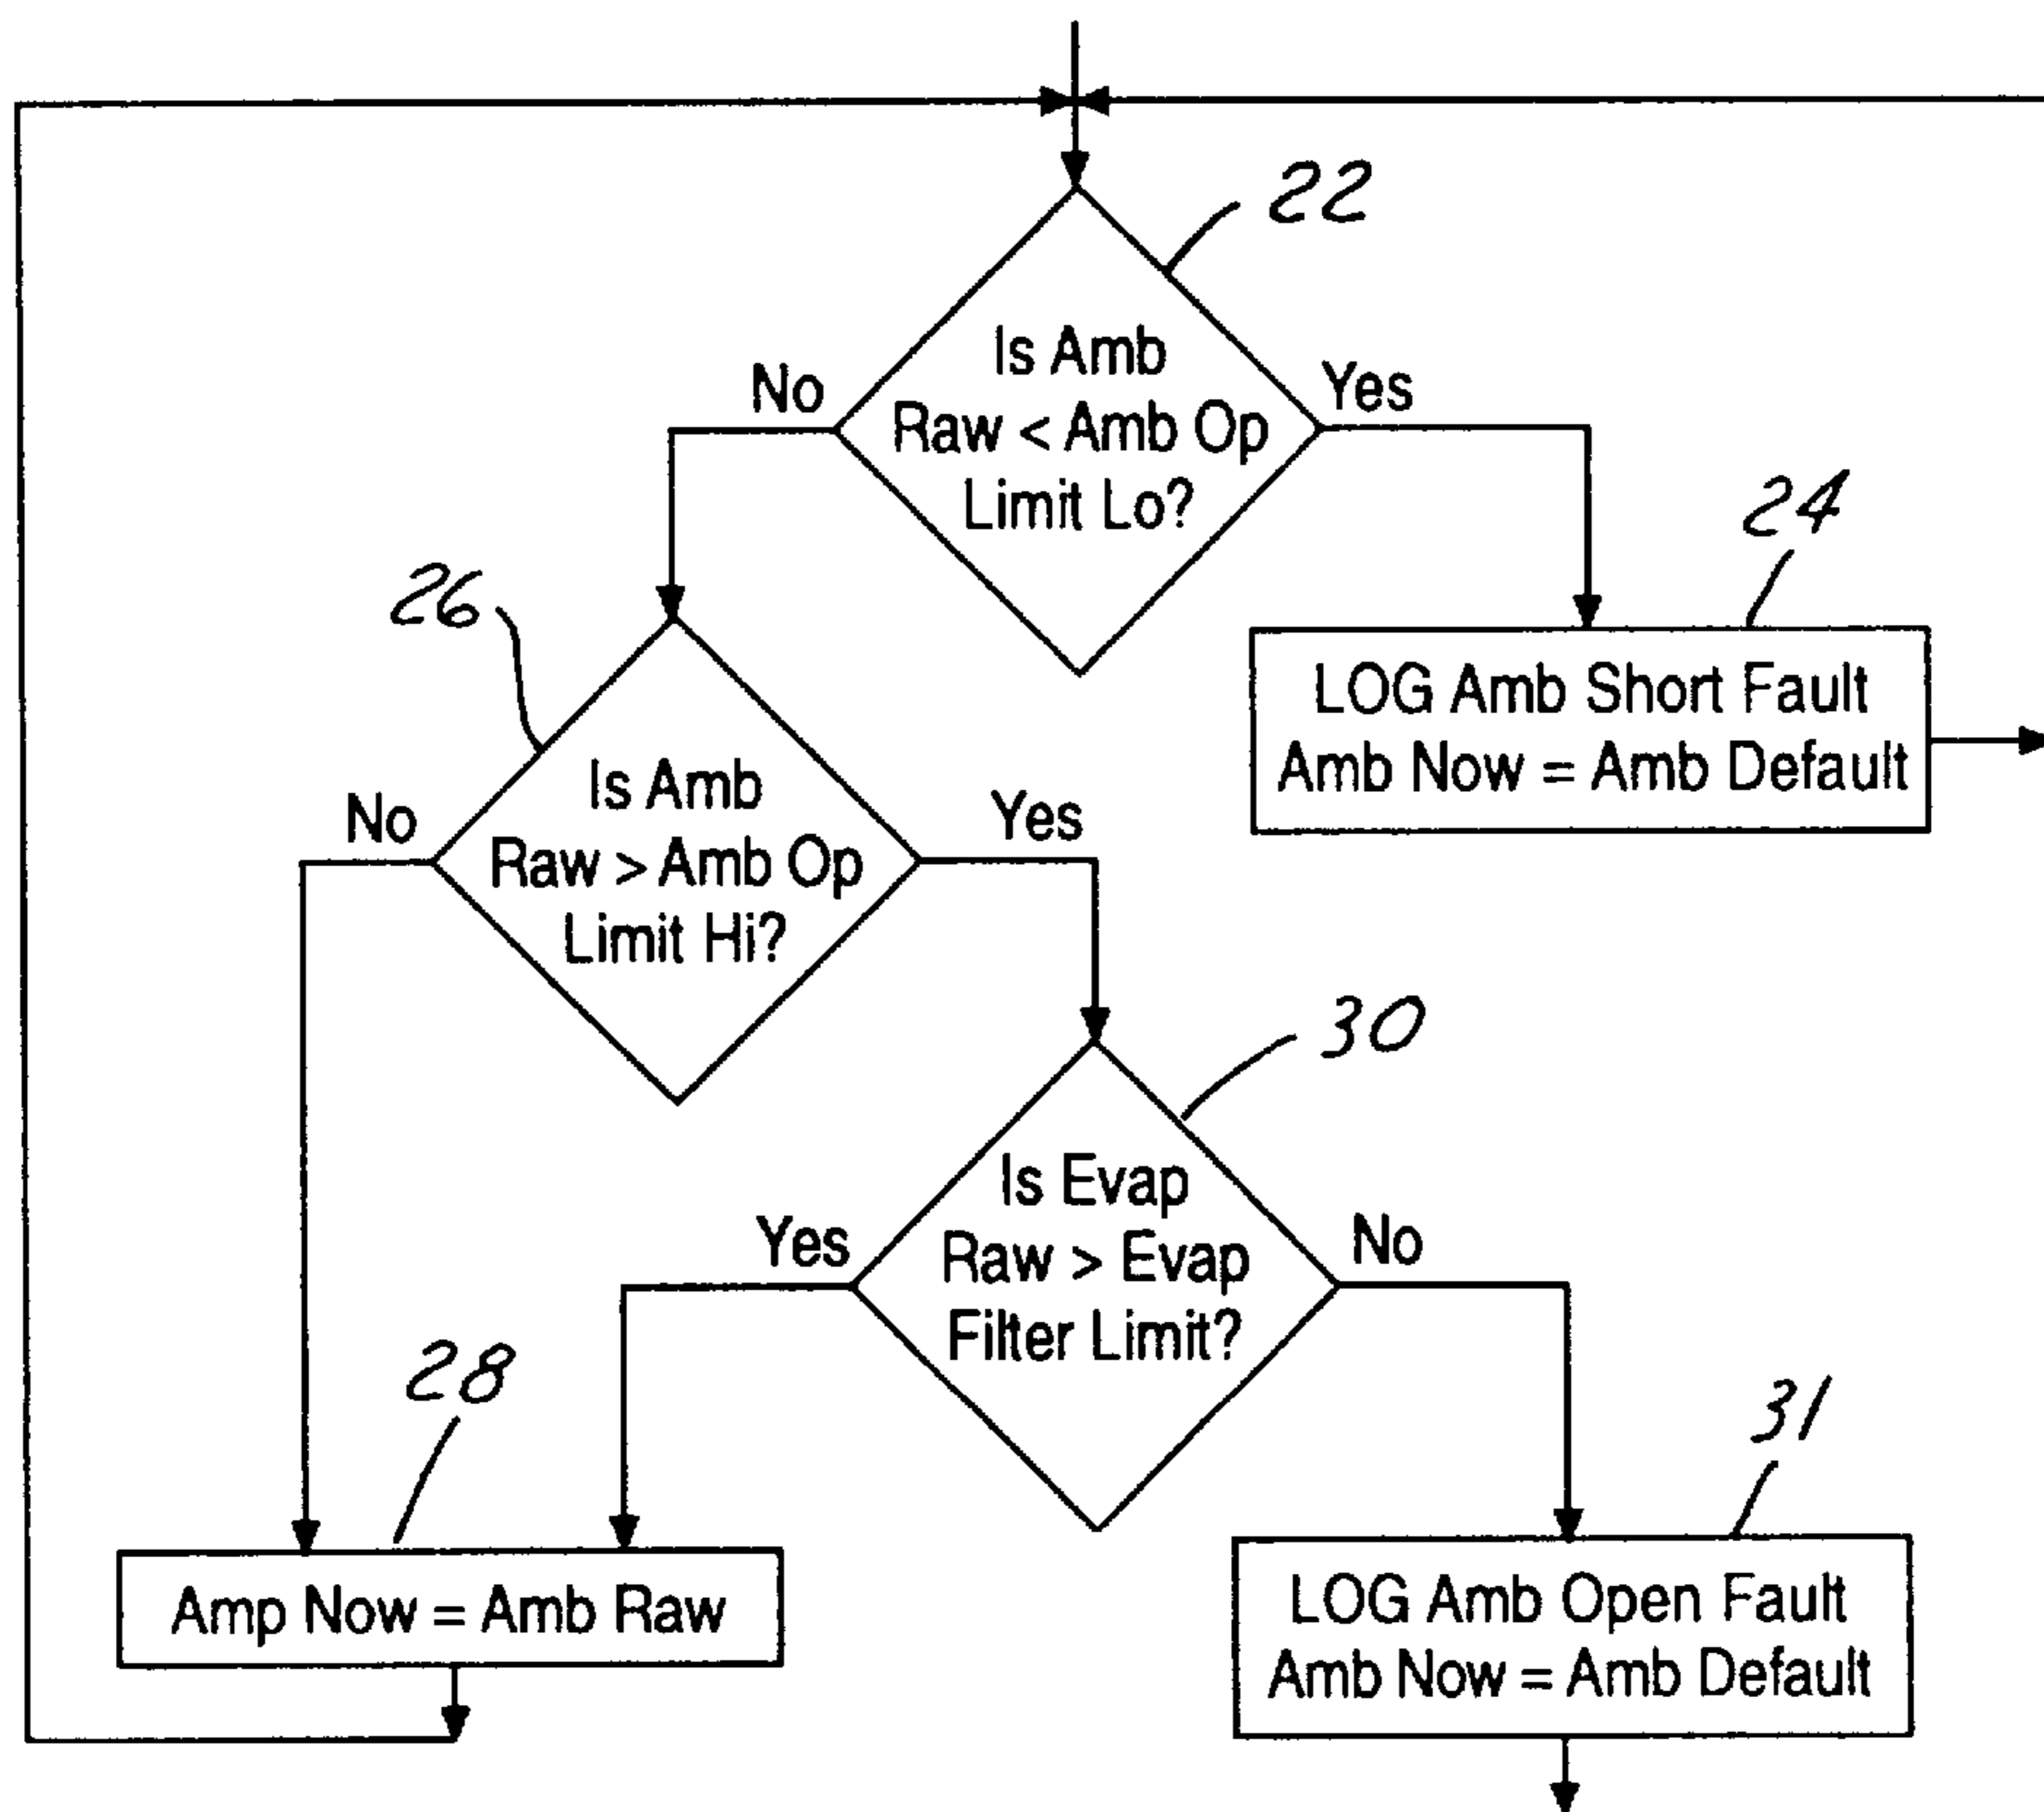 22
Is Amb
Raw < Amb Op
Limit Lo?
No
Yes
24
LOG Amb Short Fault
Amb Now = Amb Default
26
Is Amb
Raw > Amb Op
Limit Hi?
No
Yes
30
Is Evap
Raw > Evap
Filter Limit?
Yes
No
28
Amp Now = Amb Raw
31
LOG Amb Open Fault
Amb Now = Amb Default